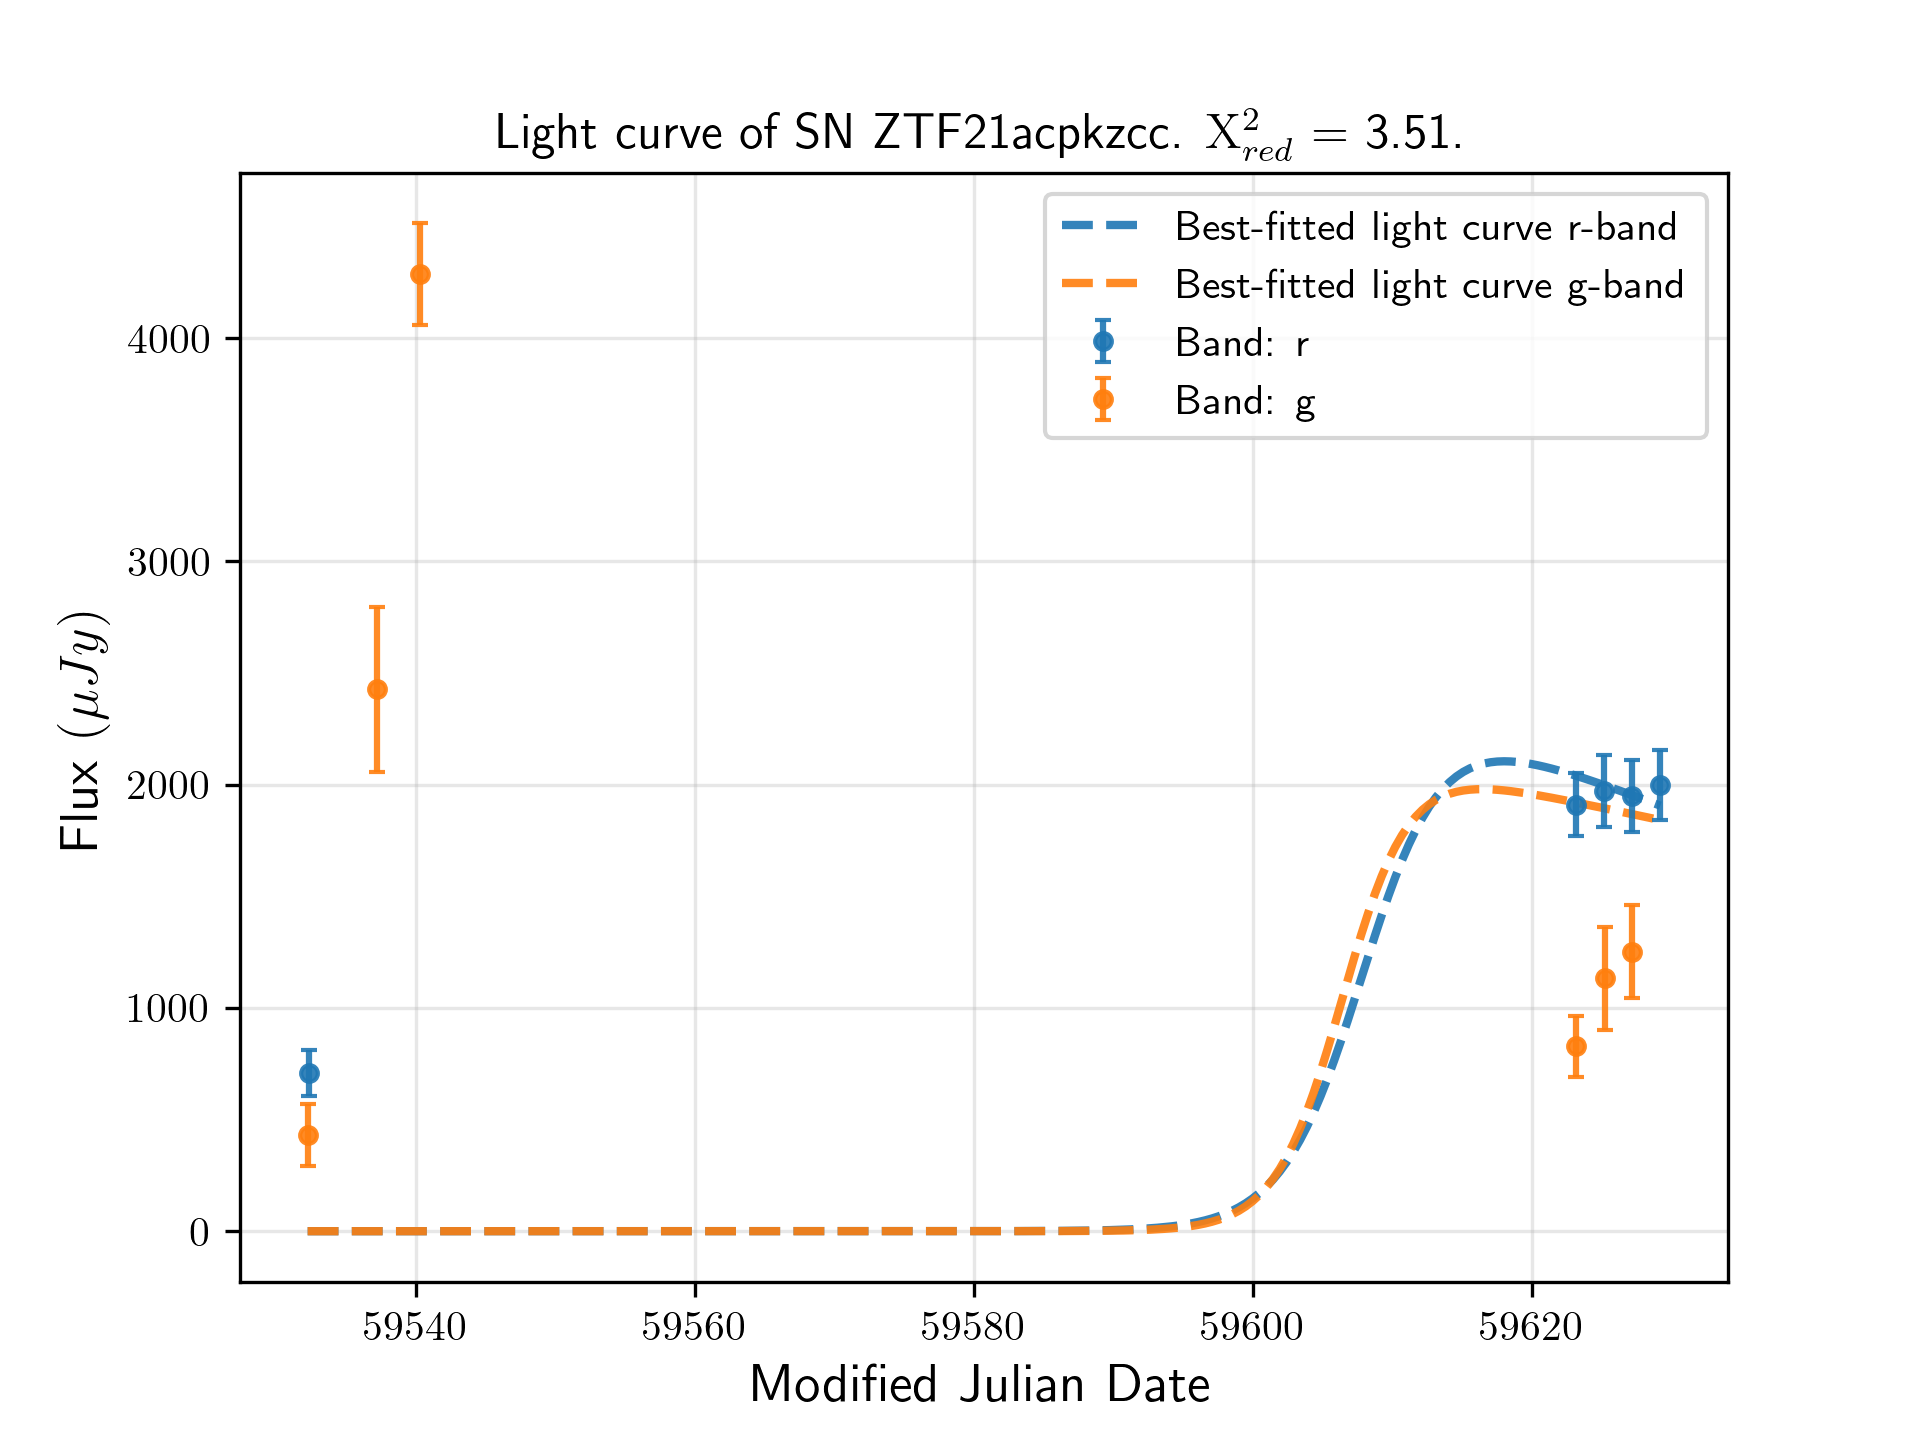 Light curve of SN ZTF21acpkzcc. X²_red = 3.51.
Best-fitted light curve r-band
Best-fitted light curve g-band
Band: r
Band: g
Flux (μJy)
4000
3000
2000
1000
0
59540 59560 59580 59600 59620
Modified Julian Date